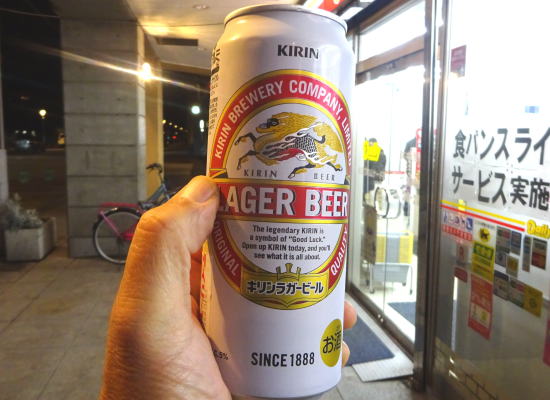 KIRIN
KIRIN BREWERY COMPANY, LIMITED
KIRIN BEER
LAGER BEER
The legendary KIRIN is
a symbol of "Good Luck."
Open up KIRIN today, and you'll
see what it is all about.
ORIGINAL QUALITY
キリンラガービール
お酒
SINCE 1888
食パンスライ
サービス実施